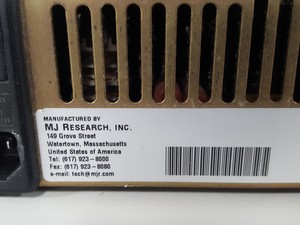 MANUFACTURED BY
MJ RESEARCH, INC.
149 Grove Street
Watertown, Massachusetts
United States of America
Tel: (617) 923-8000
Fax: (617) 923-8080
e-mail: tech@mjr.com